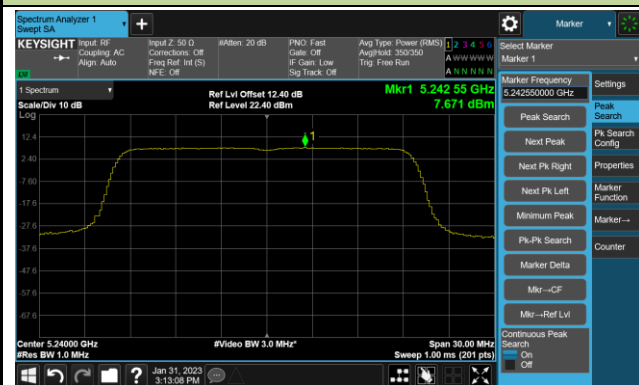 Spectrum Analyzer 1
Swept SA
Marker
KEYSIGHT
Input: RF
Coupling: AC
Align: Auto
Input Z: 50 Ω
Corrections: Off
Freq Ref: Int (S)
NFE: Off
#Atten: 20 dB
PNO: Fast
Gate: Off
IF Gain: Low
Sig Track: Off
Avg Type: Power (RMS)
Avg|Hold: 350/350
Trig: Free Run
1 2 3 4 5 6
A W W W W W
A N N N N N
Select Marker
Marker 1
1 Spectrum
Scale/Div 10 dB
Log
Ref Lvl Offset 12.40 dB
Ref Level 22.40 dBm
Mkr1 5.242 55 GHz
7.671 dBm
1
12.4
2.40
-7.60
-17.6
-27.6
-37.6
-47.6
-57.6
-67.6
Center 5.24000 GHz
#Res BW 1.0 MHz
#Video BW 3.0 MHz*
Span 30.00 MHz
Sweep 1.00 ms (201 pts)
Marker Frequency
5.242550000 GHz
Peak Search
Next Peak
Next Pk Right
Next Pk Left
Minimum Peak
Pk-Pk Search
Marker Delta
Mkr→CF
Mkr→Ref Lvl
Continuous Peak
Search
On
Off
Settings
Peak
Search
Pk Search
Config
Properties
Marker
Function
Marker→
Counter
?
Jan 31, 2023
3:13:08 PM